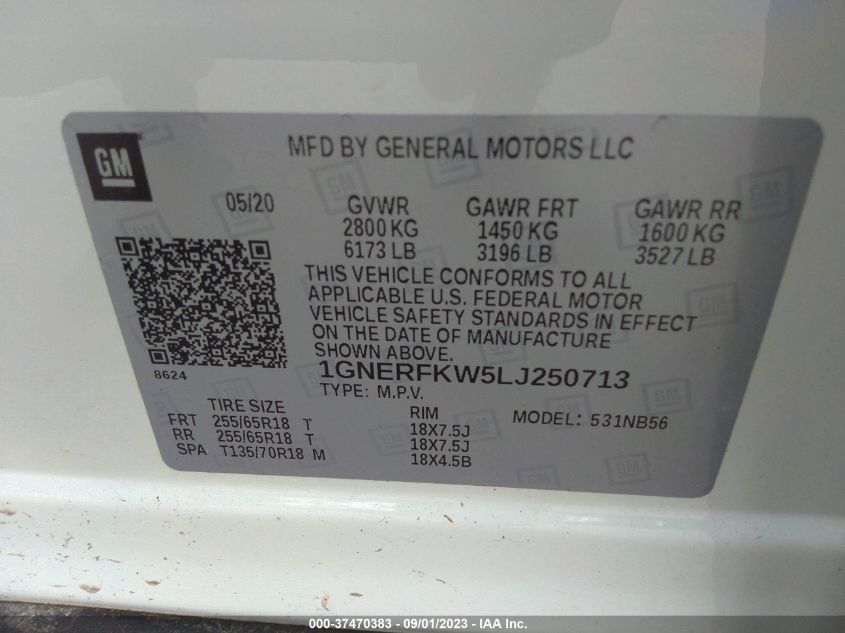 GM
MFD BY GENERAL MOTORS LLC
05/20 GVWR GAWR FRT GAWR RR
2800 KG 1450 KG 1600 KG
6173 LB 3196 LB 3527 LB
THIS VEHICLE CONFORMS TO ALL
APPLICABLE U.S. FEDERAL MOTOR
VEHICLE SAFETY STANDARDS IN EFFECT
ON THE DATE OF MANUFACTURE
SHOWN ABOVE.
8624
1GNERFKW5LJ250713
TYPE: M.P.V.
TIRE SIZE RIM MODEL: 531NB56
FRT 255/65R18 T 18X7.5J
RR 255/65R18 T 18X7.5J
SPA T135/70R18 M 18X4.5B
000-37470383 - 09/01/2023 - IAA Inc.